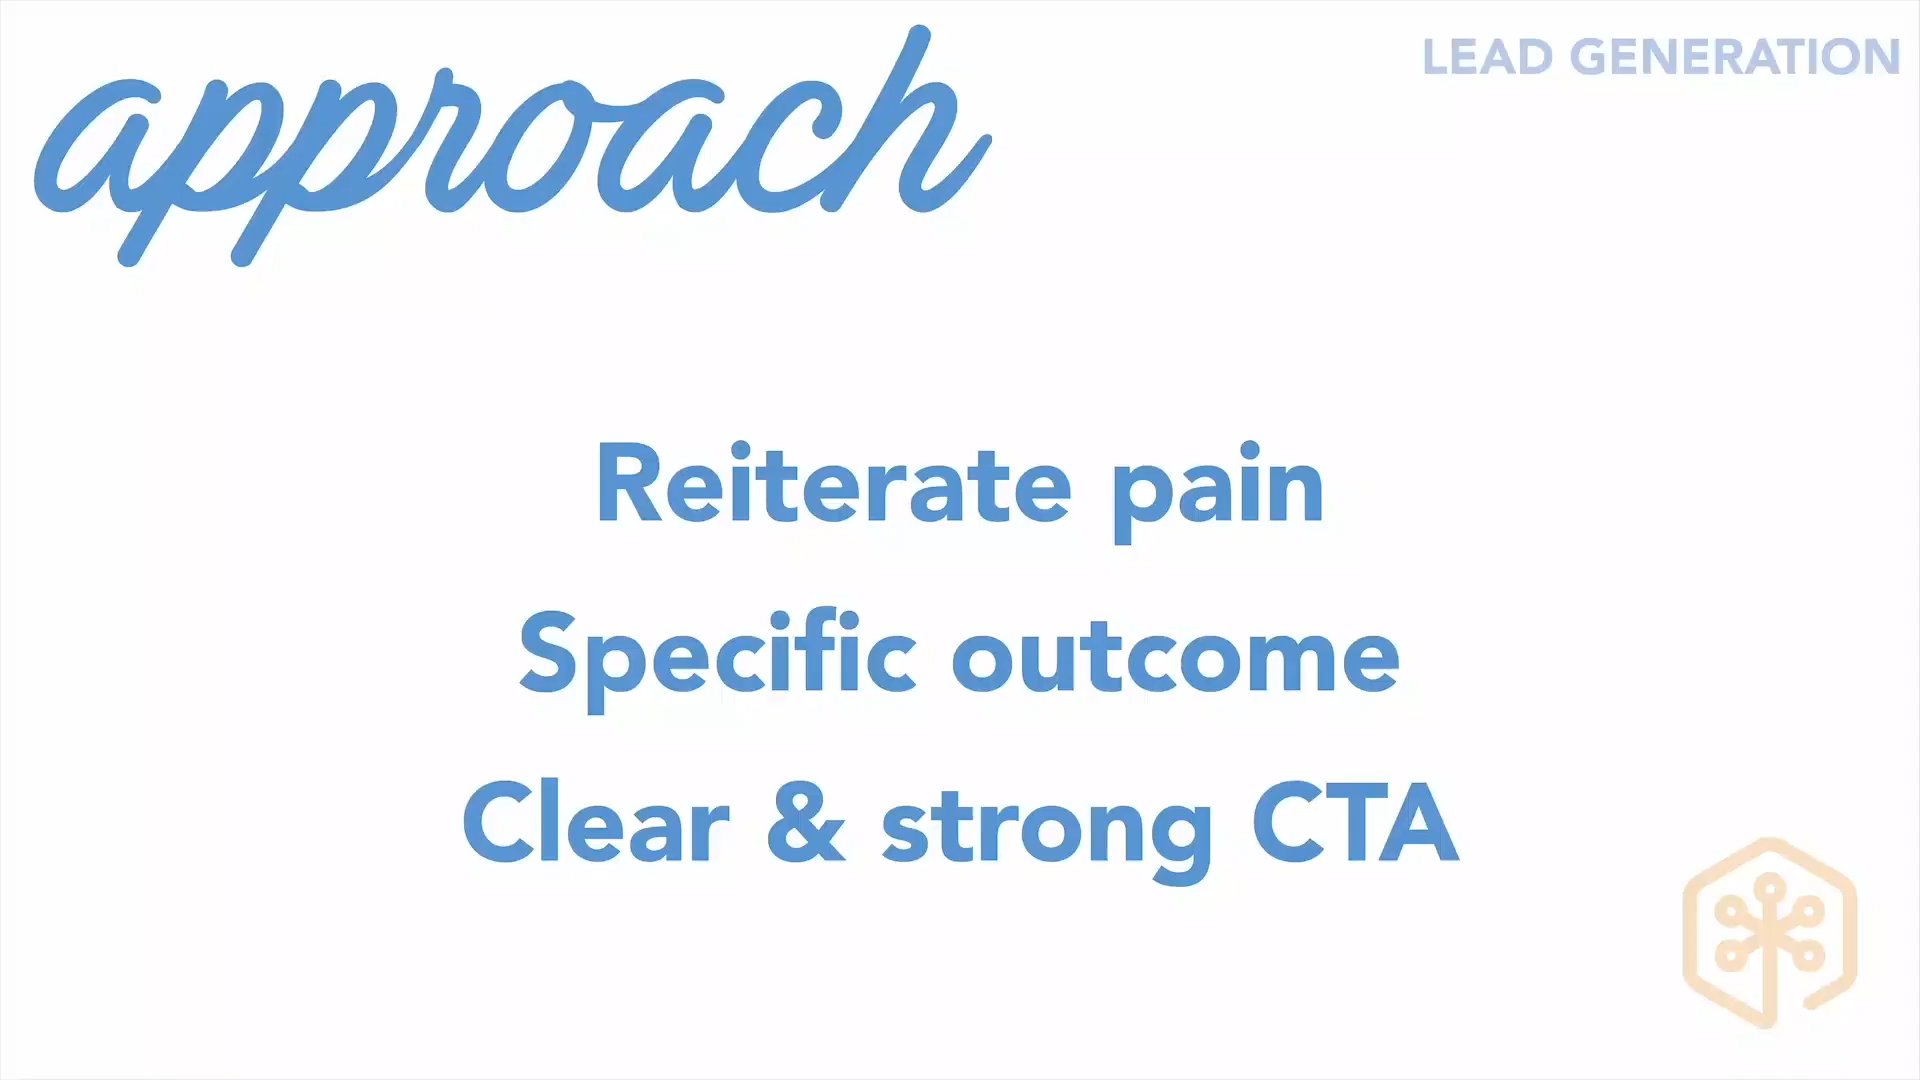 approach
LEAD GENERATION
Reiterate pain
Specific outcome
Clear & strong CTA